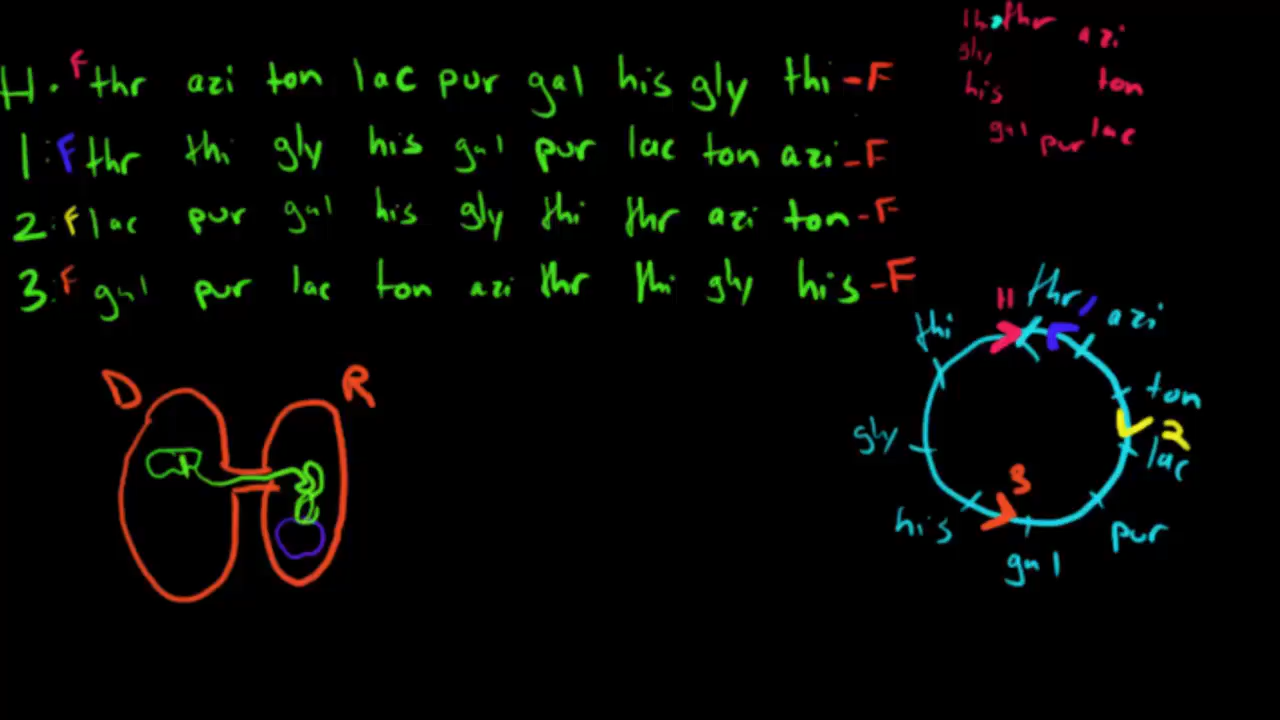 H. F thr azi ton lac pur gal his gly thi - F
1: F thr thi gly his gal pur lac ton azi - F
2: F lac pur gal his gly thi thr azi ton - F
3: F gal pur lac ton azi thr thi gly his - F
thi thr azi
gly
his ton
gal pur lac
D R
H thr 1 azi
thi
ton
2
gly lac
3
his pur
gal